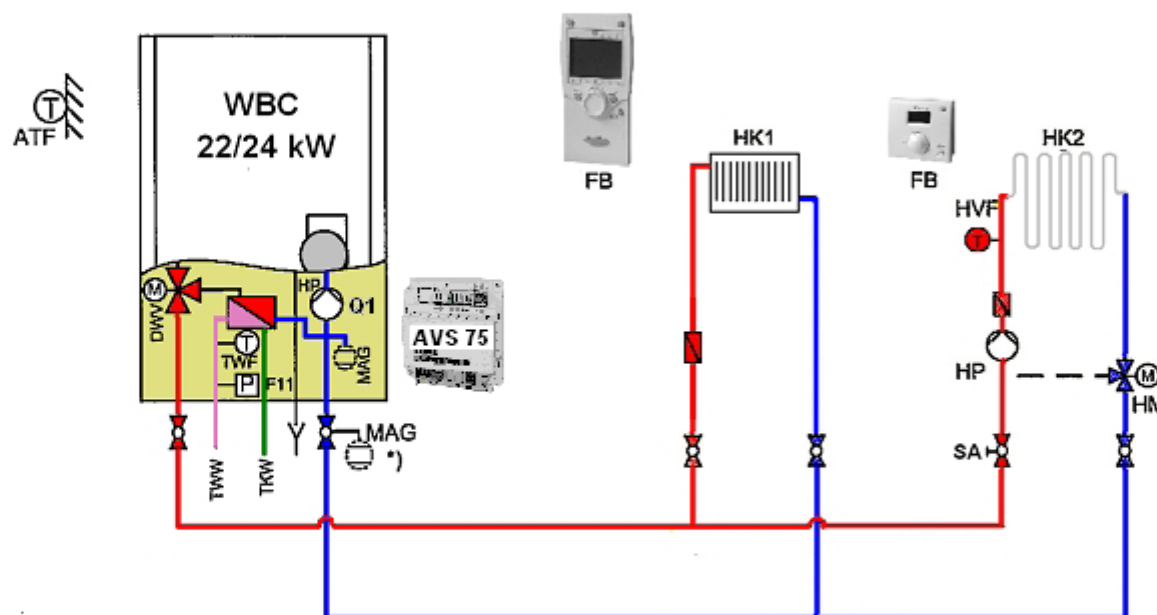 ATF
T
WBC
22/24 kW
FB
HK1
FB
HK2
HVF
T
M
DWV
HP
Q1
AVS 75
T
TWF
MAG
P
F11
HP
M
HM
MAG
*)
SA
TWW
TKW